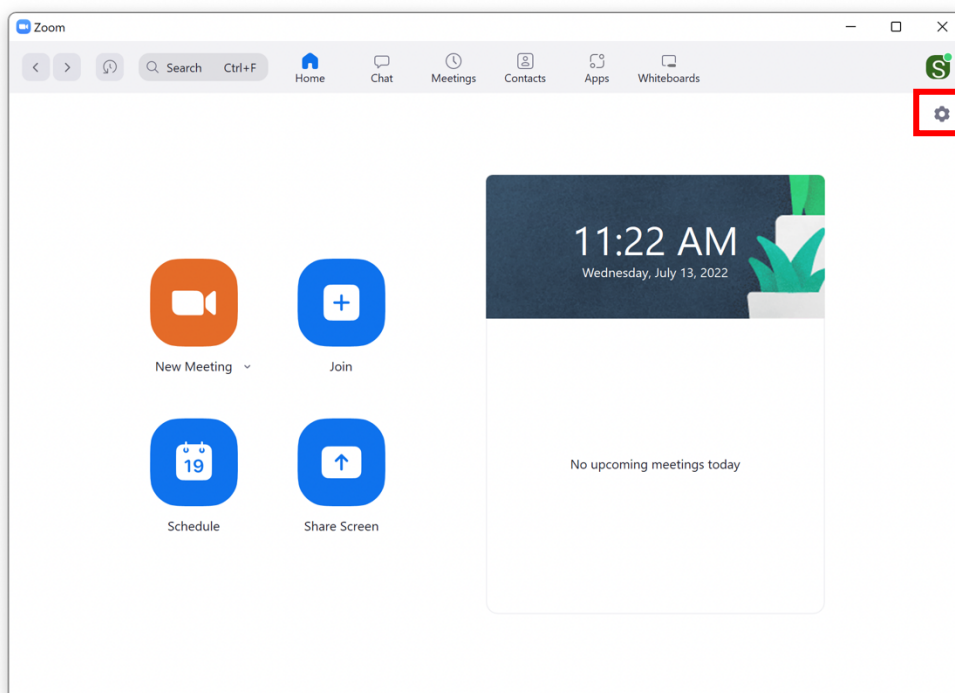 Zoom
Search Ctrl+F
Home
Chat
Meetings
Contacts
Apps
Whiteboards
S
11:22 AM
Wednesday, July 13, 2022
New Meeting
Join
19
Schedule
Share Screen
No upcoming meetings today